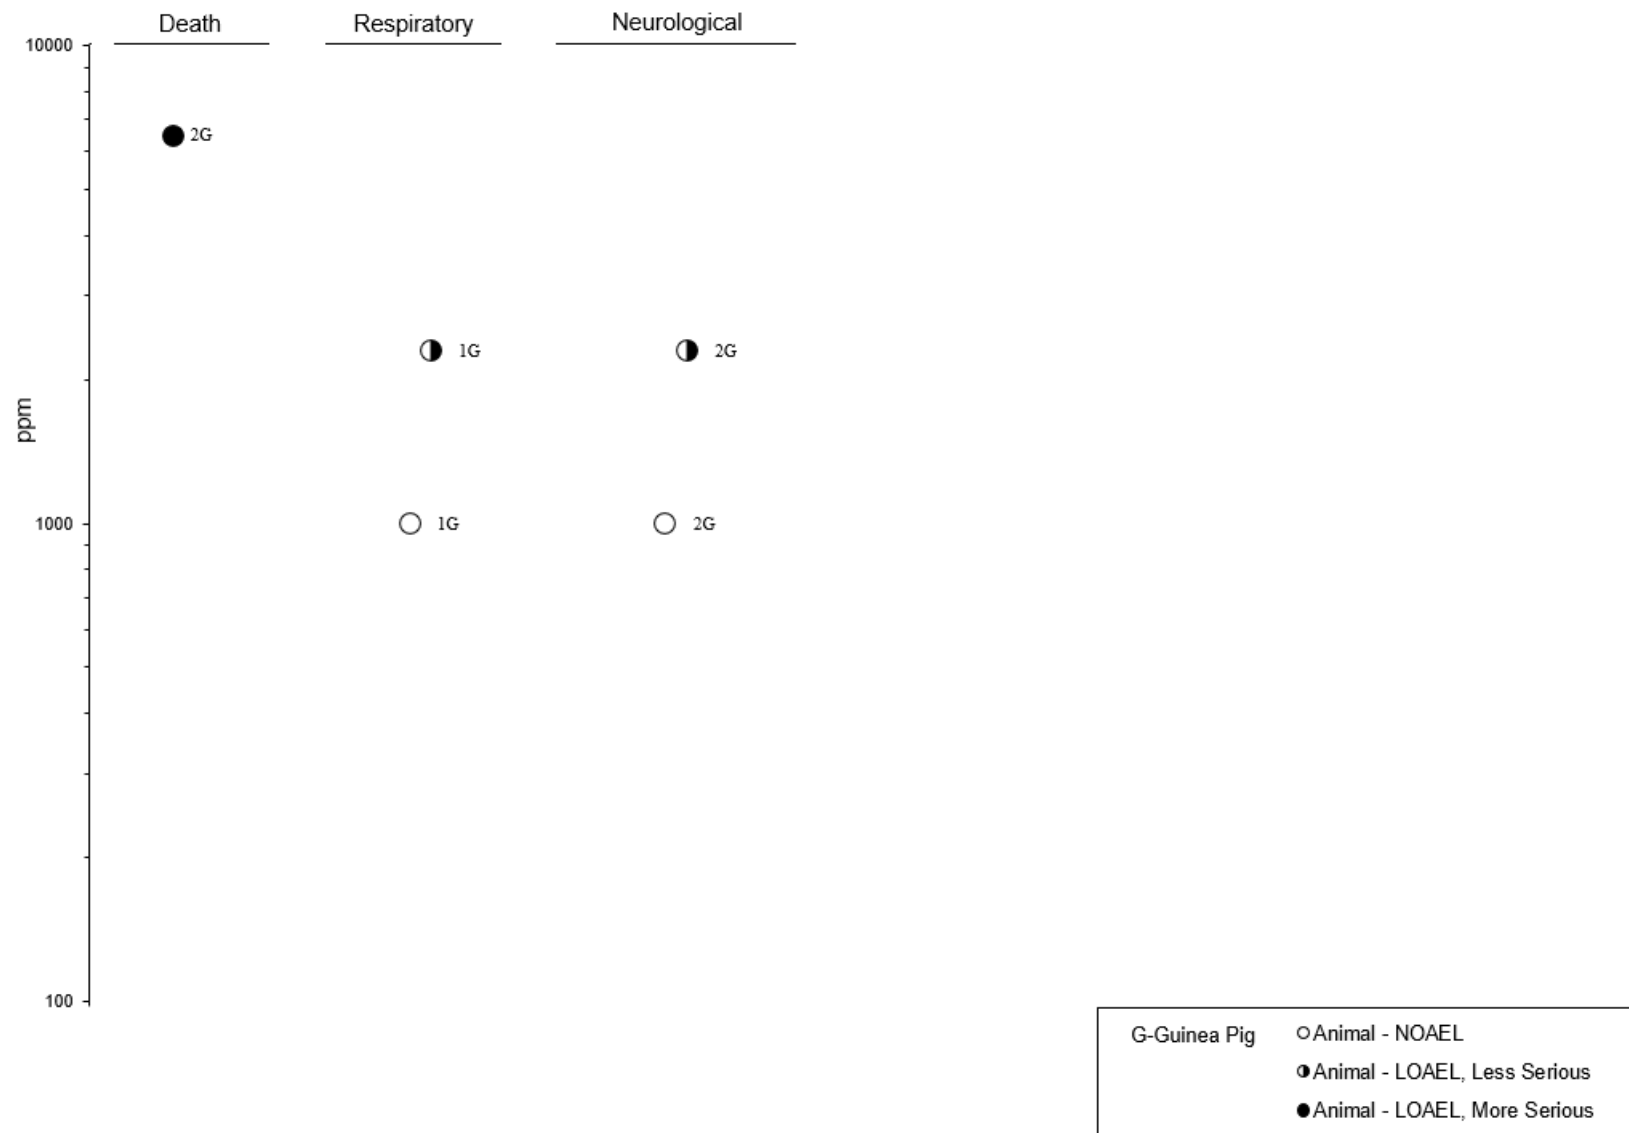 Death Respiratory Neurological
10000
2G
1G 2G
ppm
1000 1G 2G
100
G-Guinea Pig Animal - NOAEL
Animal - LOAEL, Less Serious
Animal - LOAEL, More Serious